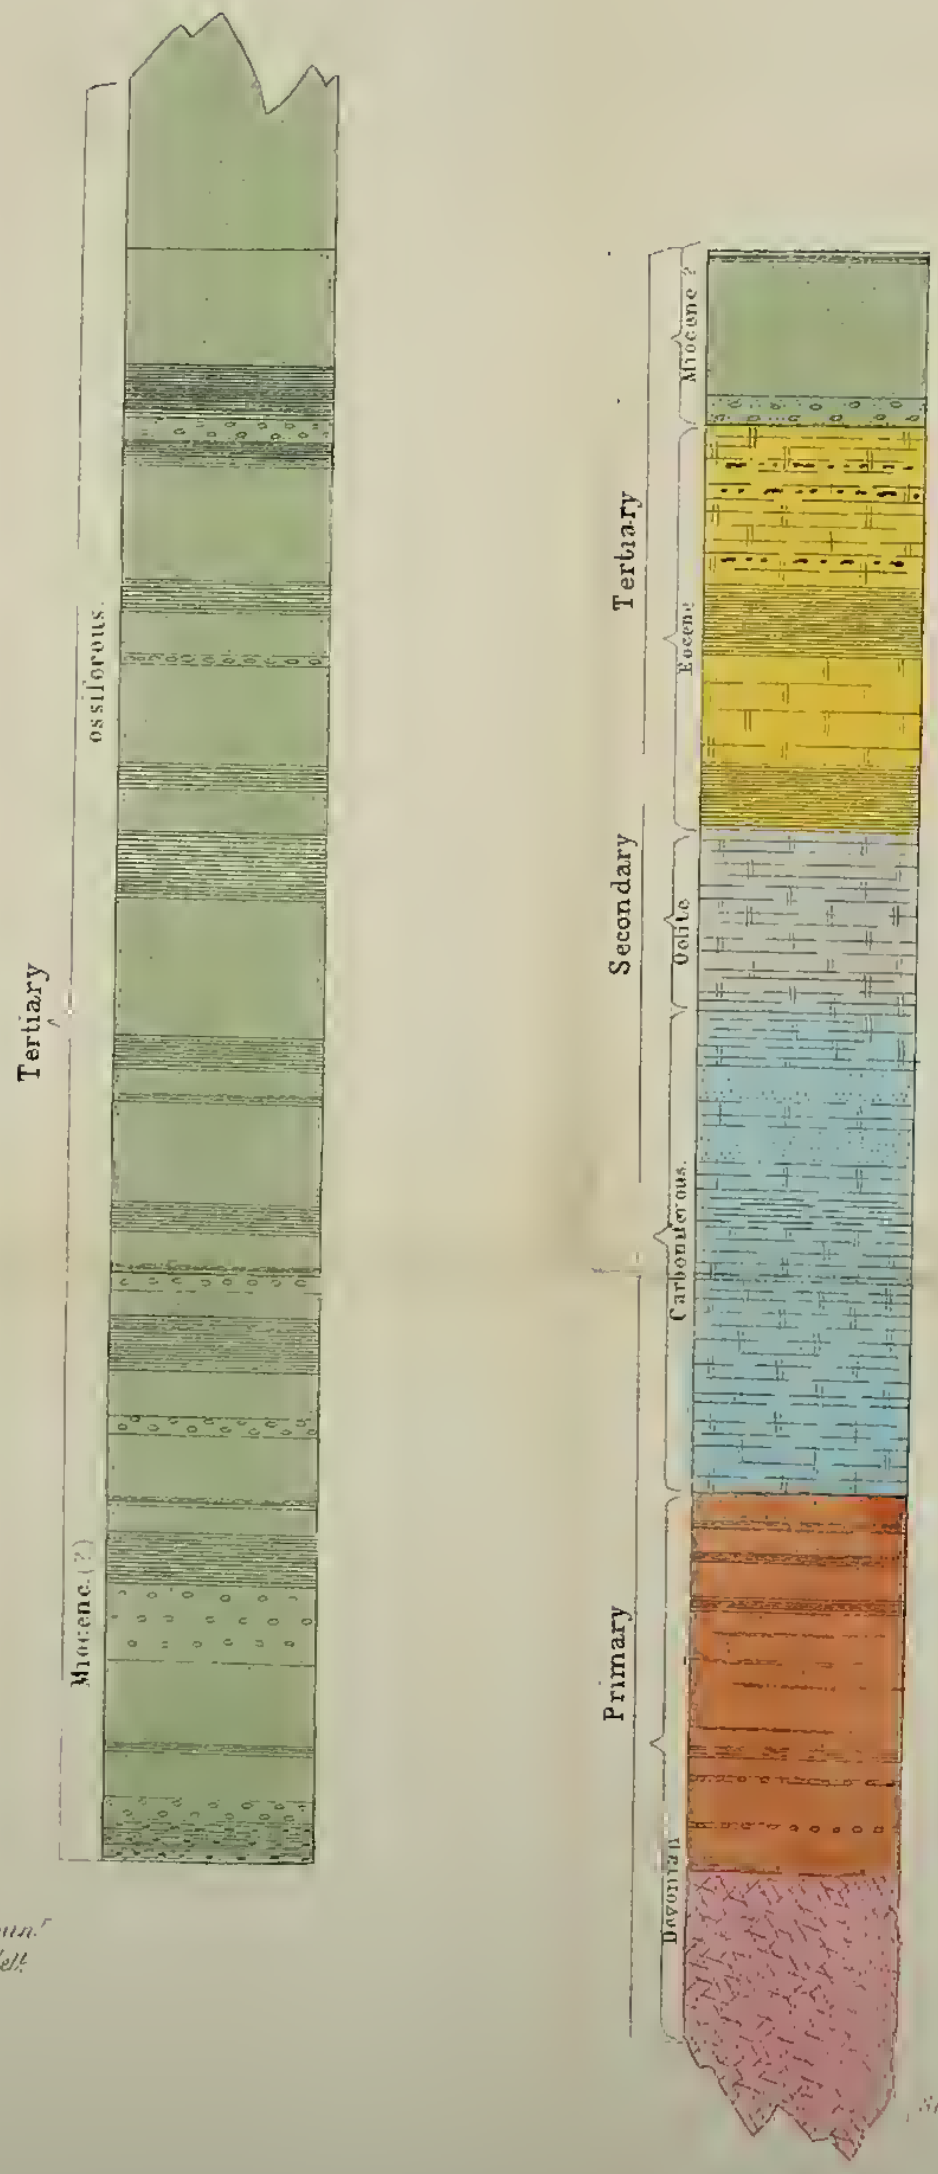 Tertiary
ossiferous.
Miocene.(?)
Tertiary
Miocene ?
Eocene
Secondary
Oolite
Carboniferous.
Primary
Devonian